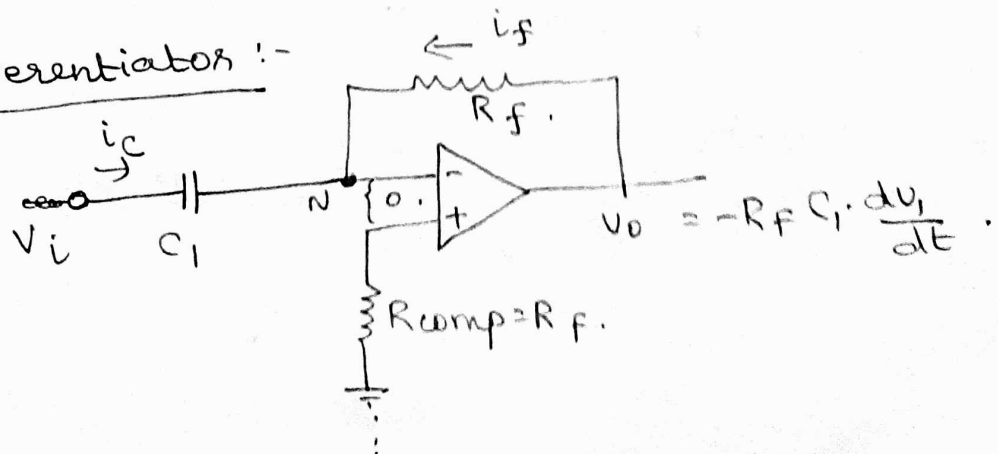 erentiator :-
if
Rf.
ic
N
0.
-
+
Vi
C1
Vo = -Rf C1. dv1/dt.
Rcomp = Rf.